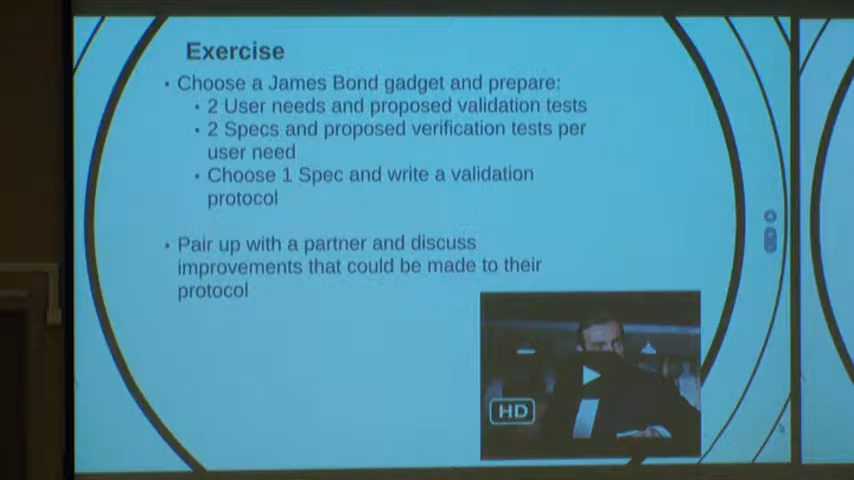 Exercise
• Choose a James Bond gadget and prepare:
• 2 User needs and proposed validation tests
• 2 Specs and proposed verification tests per
user need
• Choose 1 Spec and write a validation
protocol
• Pair up with a partner and discuss
improvements that could be made to their
protocol
HD